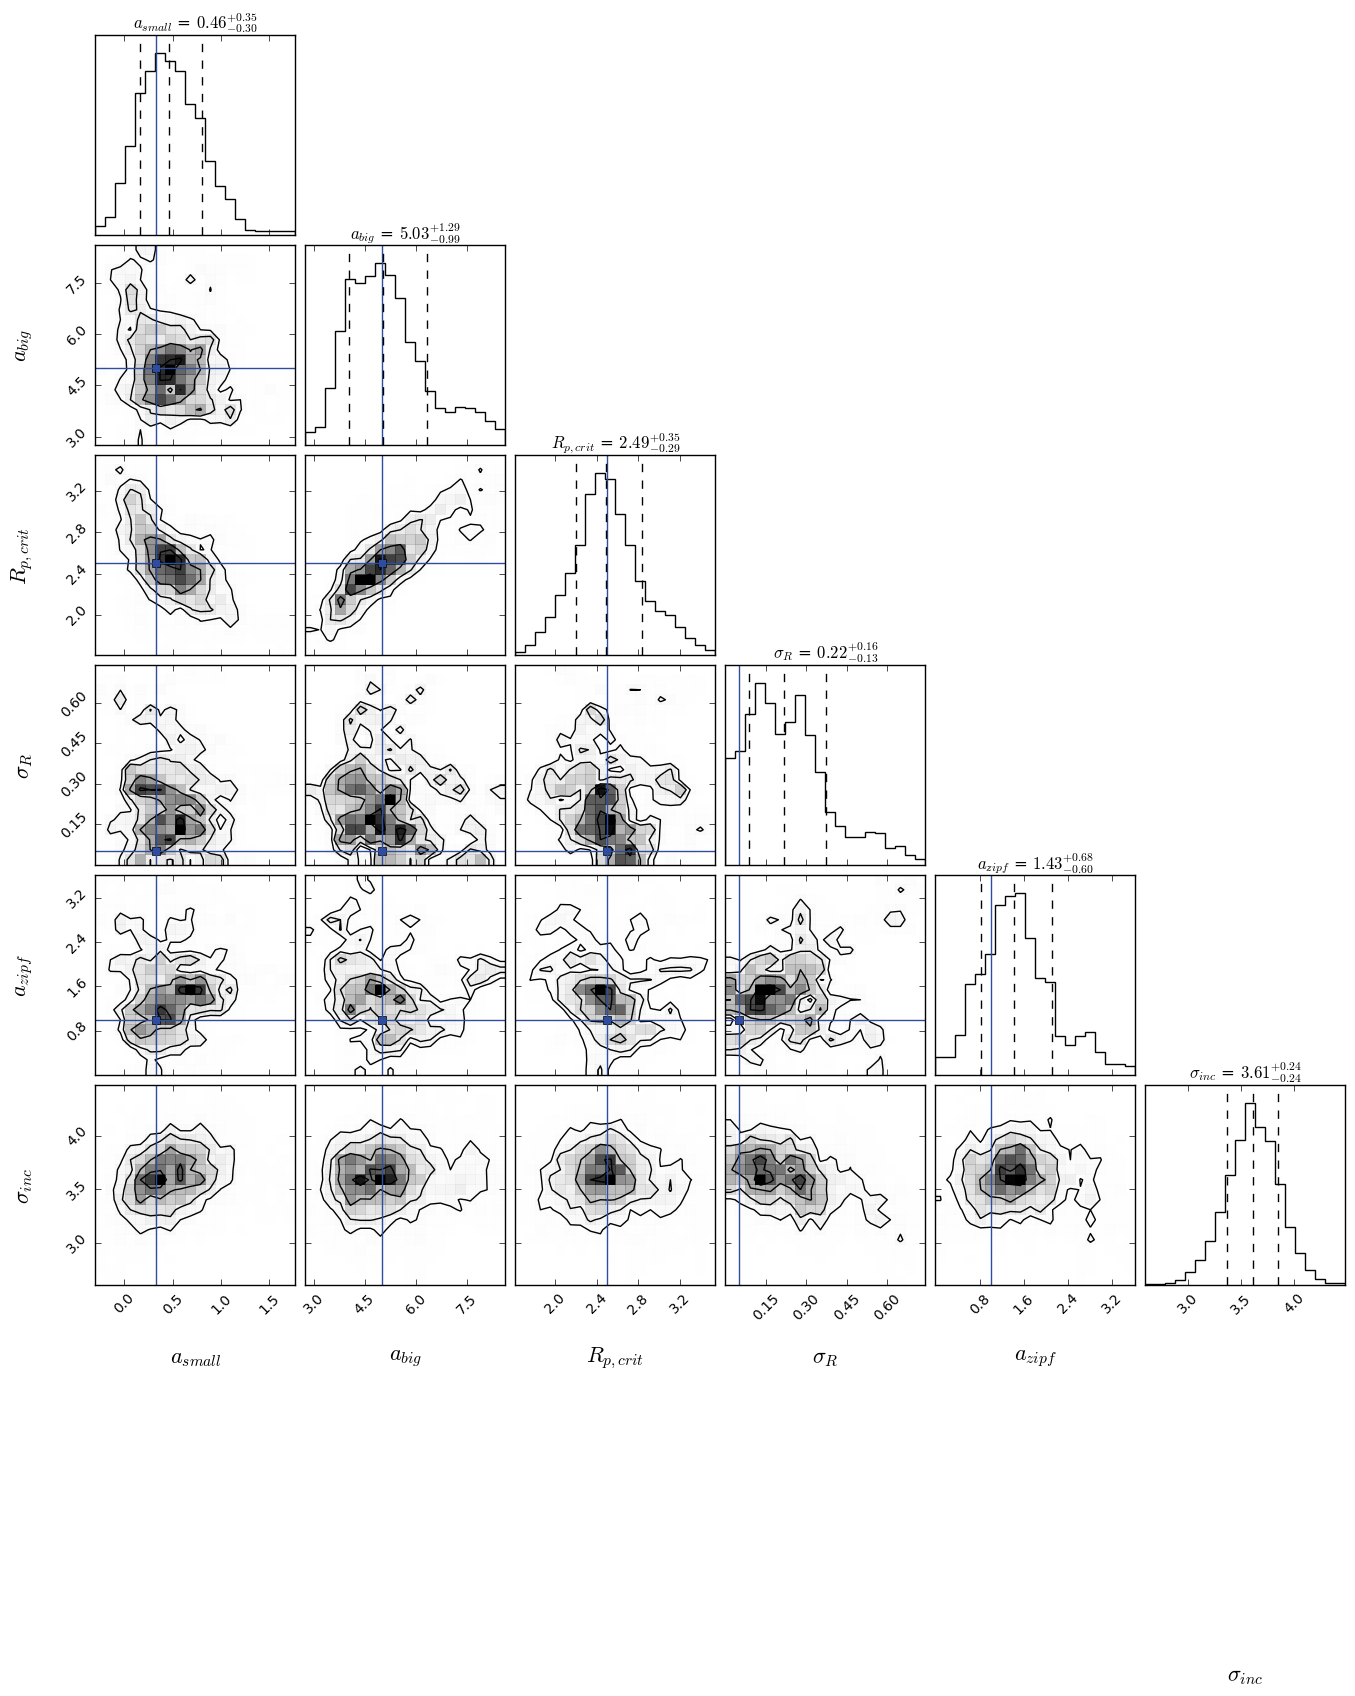 a_small = 0.46^{+0.35}_{-0.30}
a_big = 5.03^{+1.29}_{-0.99}
a_big
7.5
6.0
4.5
3.0
R_{p,crit} = 2.49^{+0.35}_{-0.29}
R_{p,crit}
3.2
2.8
2.4
2.0
σ_R = 0.22^{+0.16}_{-0.13}
σ_R
0.60
0.45
0.30
0.15
a_zipf = 1.43^{+0.68}_{-0.60}
a_zipf
3.2
2.4
1.6
0.8
σ_inc = 3.61^{+0.24}_{-0.24}
σ_inc
4.0
3.5
3.0
0.0 0.5 1.0 1.5 3.0 4.5 6.0 7.5 2.0 2.4 2.8 3.2 0.15 0.30 0.45 0.60 0.8 1.6 2.4 3.2 3.0 3.5 4.0
a_small a_big R_{p,crit} σ_R a_zipf
σ_inc